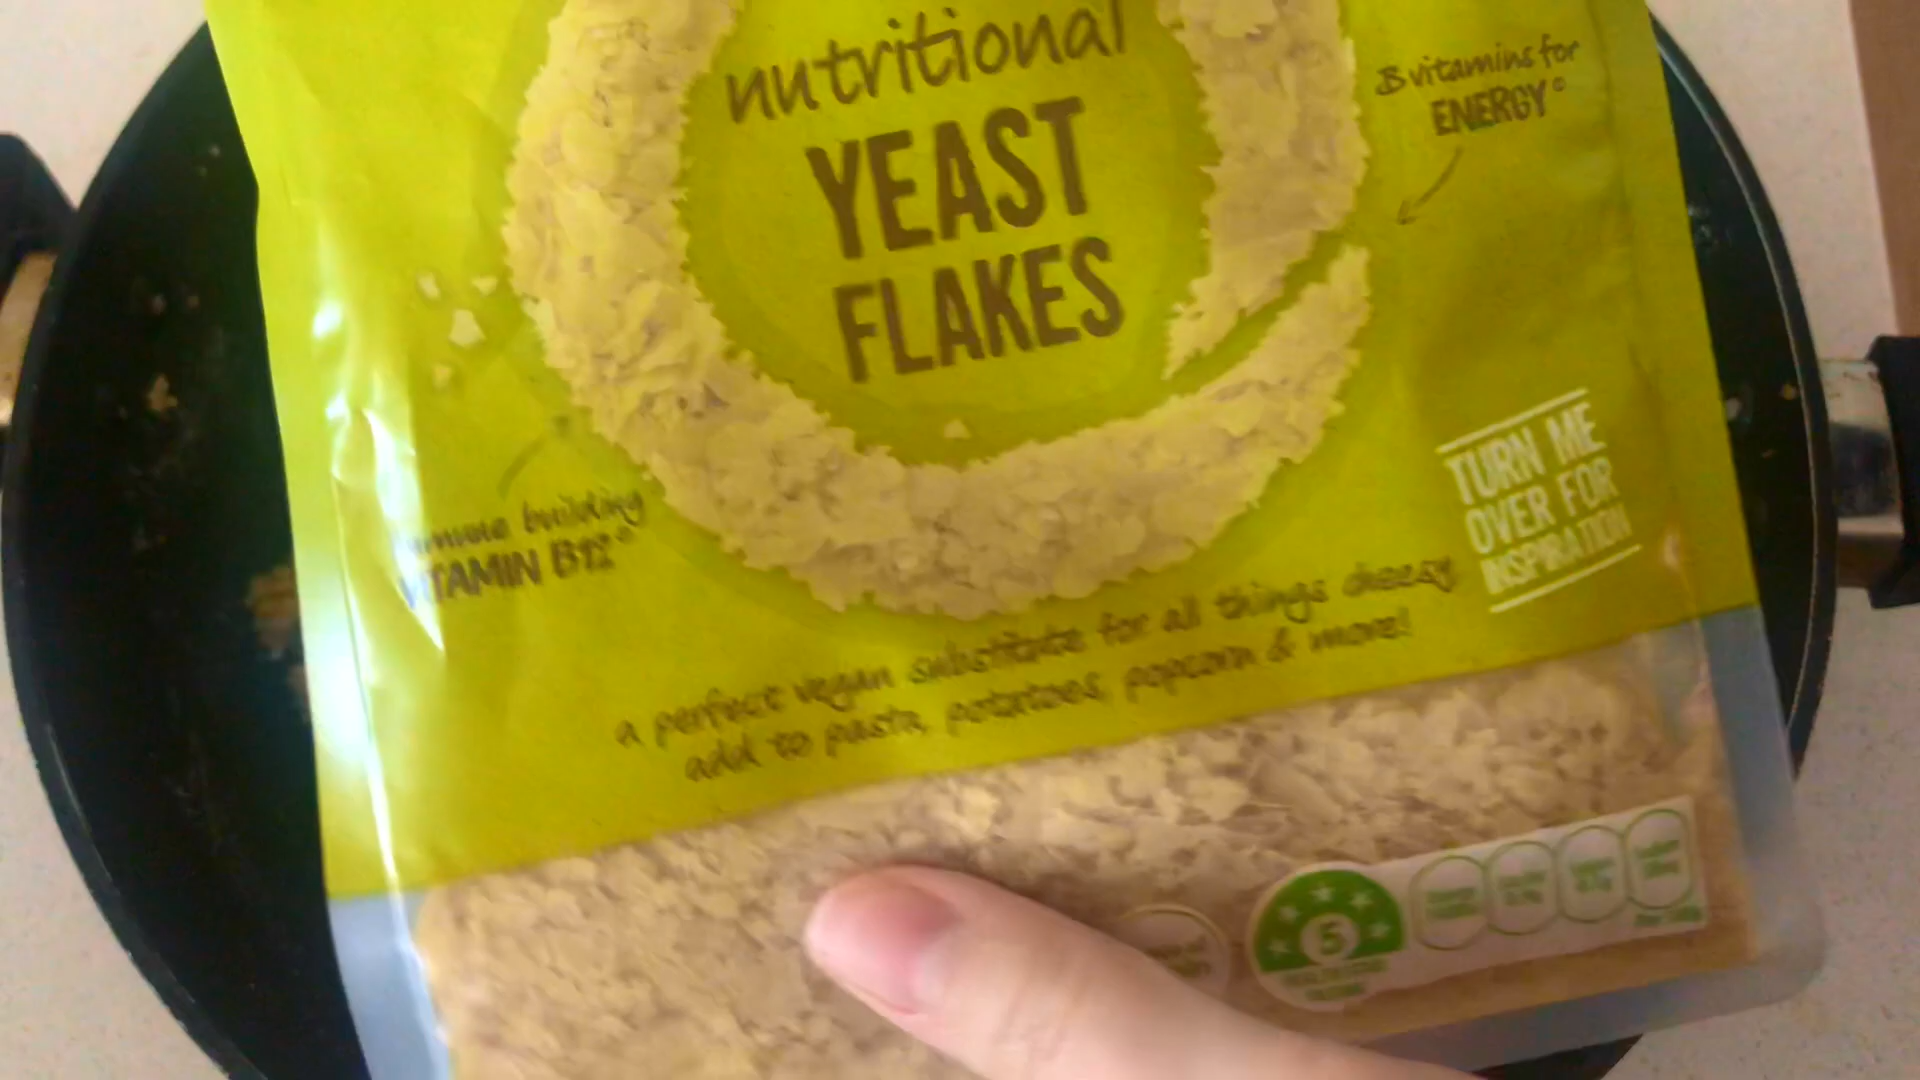 nutritional
YEAST
FLAKES
B vitamins for
ENERGY
building
VITAMIN B12
TURN ME
OVER FOR
INSPIRATION
a perfect vegan substitute for all things cheesy
add to pasta, potatoes, popcorn & more!
5